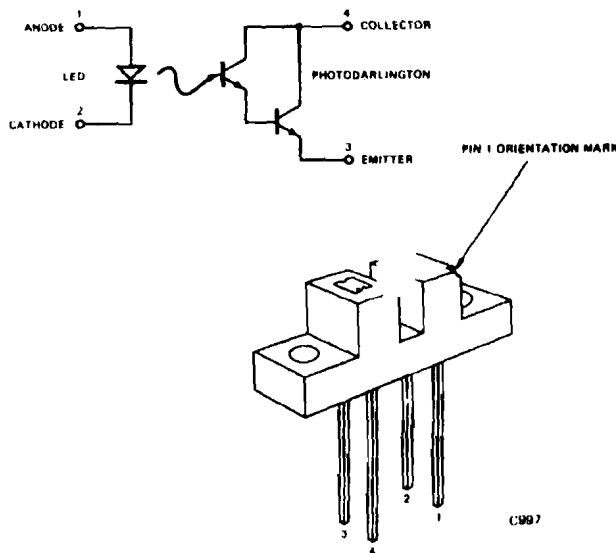 1
ANODE
4
COLLECTOR
LED
PHOTODARLINGTON
2
CATHODE
3
EMITTER
PIN 1 ORIENTATION MARK
2
1
3
4
C997